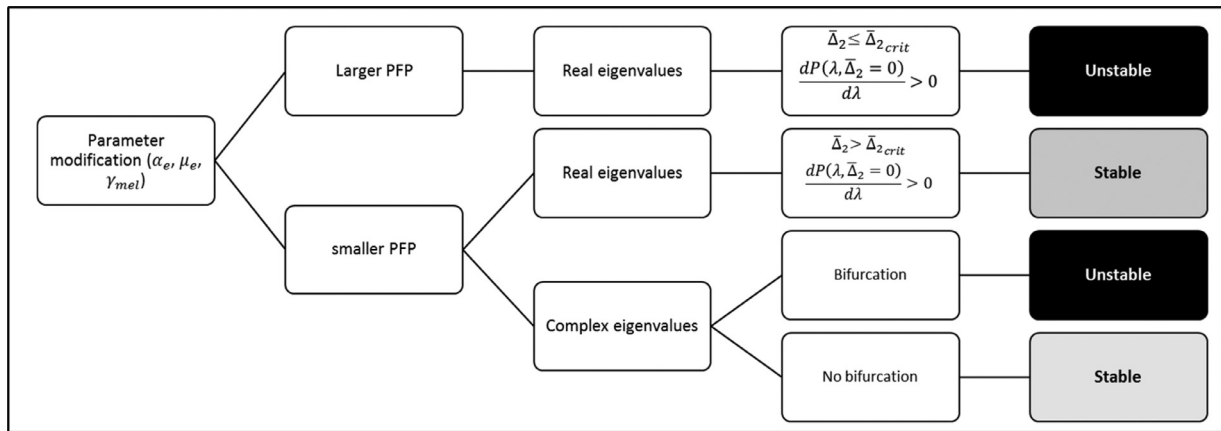 Larger PFP
Real eigenvalues
Δ̄₂ ≤ Δ̄₂crit
dP(λ, Δ̄₂ = 0)
dλ
> 0
Unstable
Parameter
modification (αₑ, μₑ,
γₘₑₗ)
Real eigenvalues
Δ̄₂ > Δ̄₂crit
dP(λ, Δ̄₂ = 0)
dλ
> 0
Stable
smaller PFP
Bifurcation
Unstable
Complex eigenvalues
No bifurcation
Stable